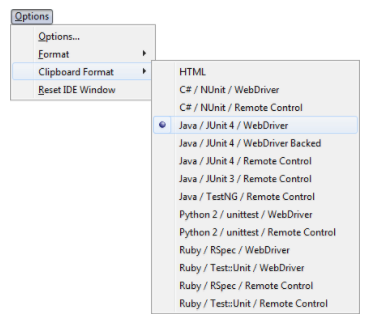 Options
Options...
Format
Clipboard Format
Reset IDE Window
HTML
C# / NUnit / WebDriver
C# / NUnit / Remote Control
Java / JUnit 4 / WebDriver
Java / JUnit 4 / WebDriver Backed
Java / JUnit 4 / Remote Control
Java / JUnit 3 / Remote Control
Java / TestNG / Remote Control
Python 2 / unittest / WebDriver
Python 2 / unittest / Remote Control
Ruby / RSpec / WebDriver
Ruby / Test::Unit / WebDriver
Ruby / RSpec / Remote Control
Ruby / Test::Unit / Remote Control